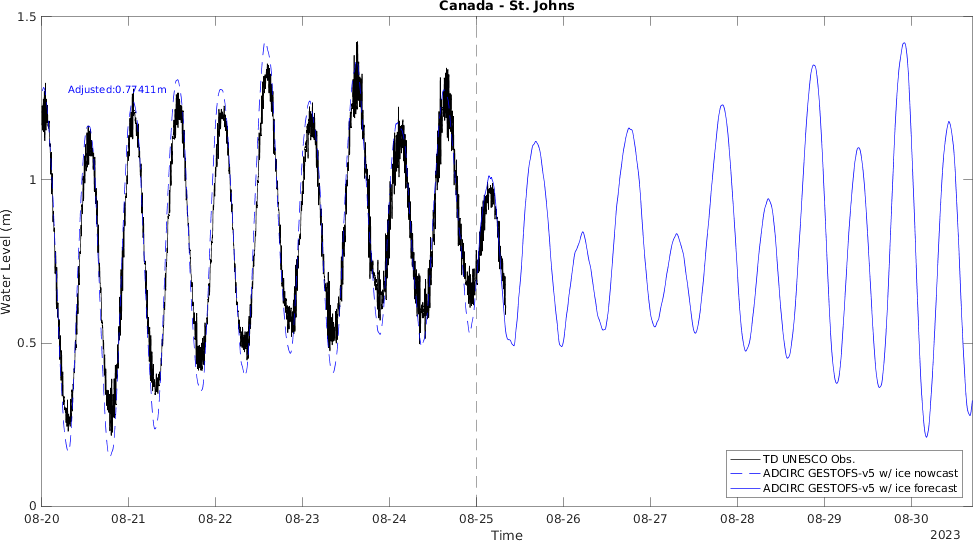 Canada - St. Johns
1.5
Adjusted:0.77411m
1
Water Level (m)
0.5
TD UNESCO Obs.
ADCIRC GESTOFS-v5 w/ ice nowcast
ADCIRC GESTOFS-v5 w/ ice forecast
0
08-20 08-21 08-22 08-23 08-24 08-25 08-26 08-27 08-28 08-29 08-30
Time
2023